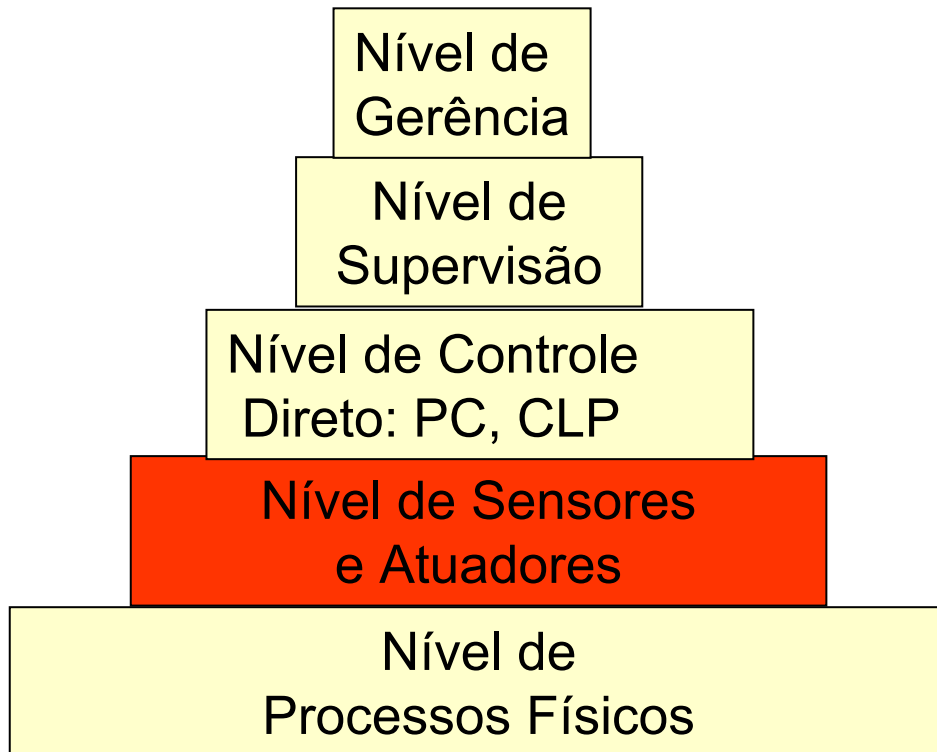 Nível de
Gerência
Nível de
Supervisão
Nível de Controle
Direto: PC, CLP
Nível de Sensores
e Atuadores
Nível de
Processos Físicos